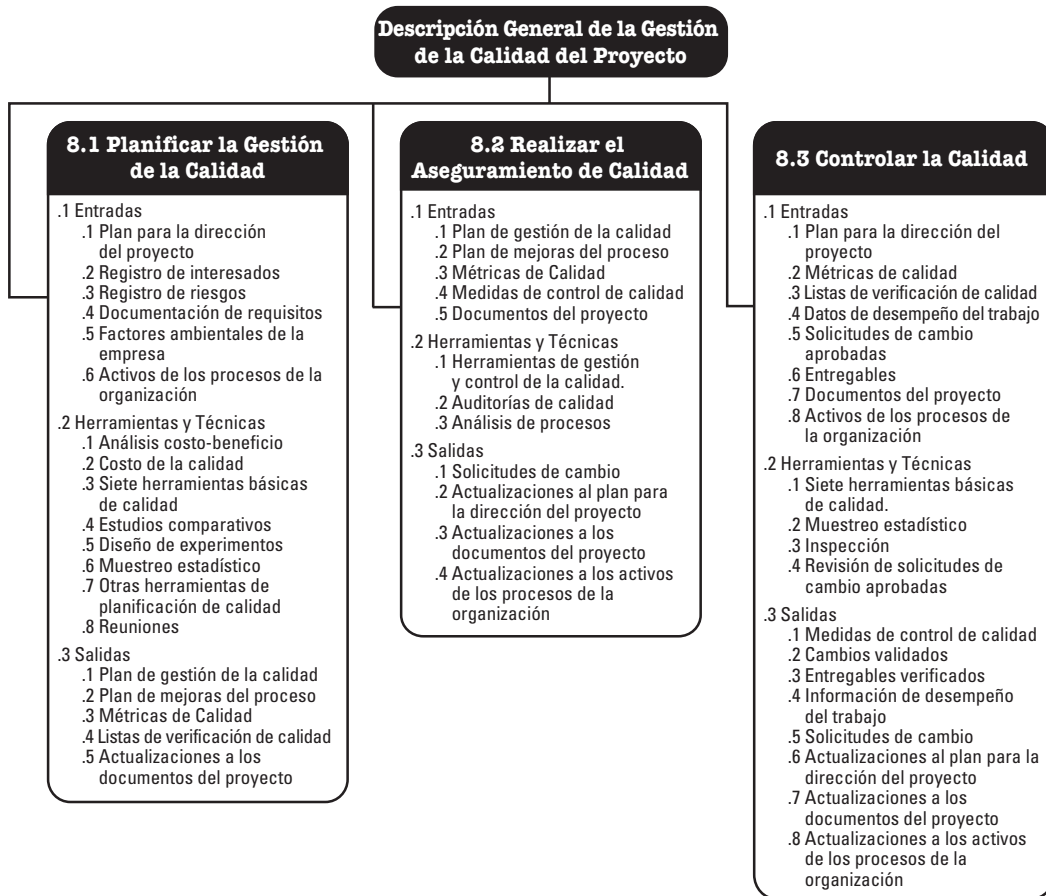 Descripción General de la Gestión
de la Calidad del Proyecto
8.1 Planificar la Gestión
de la Calidad
.1 Entradas
.1 Plan para la dirección
del proyecto
.2 Registro de interesados
.3 Registro de riesgos
.4 Documentación de requisitos
.5 Factores ambientales de la
empresa
.6 Activos de los procesos de la
organización
.2 Herramientas y Técnicas
.1 Análisis costo-beneficio
.2 Costo de la calidad
.3 Siete herramientas básicas
de calidad
.4 Estudios comparativos
.5 Diseño de experimentos
.6 Muestreo estadístico
.7 Otras herramientas de
planificación de calidad
.8 Reuniones
.3 Salidas
.1 Plan de gestión de la calidad
.2 Plan de mejoras del proceso
.3 Métricas de Calidad
.4 Listas de verificación de calidad
.5 Actualizaciones a los
documentos del proyecto
8.2 Realizar el
Aseguramiento de Calidad
.1 Entradas
.1 Plan de gestión de la calidad
.2 Plan de mejoras del proceso
.3 Métricas de Calidad
.4 Medidas de control de calidad
.5 Documentos del proyecto
.2 Herramientas y Técnicas
.1 Herramientas de gestión
y control de la calidad.
.2 Auditorías de calidad
.3 Análisis de procesos
.3 Salidas
.1 Solicitudes de cambio
.2 Actualizaciones al plan para
la dirección del proyecto
.3 Actualizaciones a los
documentos del proyecto
.4 Actualizaciones a los activos
de los procesos de la
organización
8.3 Controlar la Calidad
.1 Entradas
.1 Plan para la dirección del
proyecto
.2 Métricas de calidad
.3 Listas de verificación de calidad
.4 Datos de desempeño del trabajo
.5 Solicitudes de cambio
aprobadas
.6 Entregables
.7 Documentos del proyecto
.8 Activos de los procesos de
la organización
.2 Herramientas y Técnicas
.1 Siete herramientas básicas
de calidad.
.2 Muestreo estadístico
.3 Inspección
.4 Revisión de solicitudes de
cambio aprobadas
.3 Salidas
.1 Medidas de control de calidad
.2 Cambios validados
.3 Entregables verificados
.4 Información de desempeño
del trabajo
.5 Solicitudes de cambio
.6 Actualizaciones al plan para la
dirección del proyecto
.7 Actualizaciones a los
documentos del proyecto
.8 Actualizaciones a los activos
de los procesos de la
organización